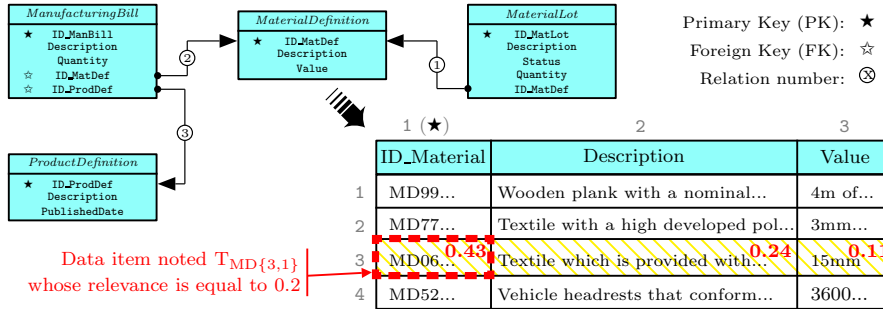 ManufacturingBill
★ ID_ManBill
Description
Quantity
☆ ID_MatDef
☆ ID_ProdDef
MaterialDefinition
★ ID_MatDef
Description
Value
MaterialLot
★ ID_MatLot
Description
Status
Quantity
ID_MatDef
2
1
3
Primary Key (PK): ★
Foreign Key (FK): ☆
Relation number: ⓧ
ProductDefinition
★ ID_ProdDef
Description
PublishedDate
1 (★) 2 3
ID_Material Description Value
1 MD99... Wooden plank with a nominal... 4m of...
2 MD77... Textile with a high developed pol... 3mm...
3 MD06... 0.43 Textile which is provided with... 0.24 15mm 0.11
4 MD52... Vehicle headrests that conform... 3600...
Data item noted T_MD{3,1}
whose relevance is equal to 0.2